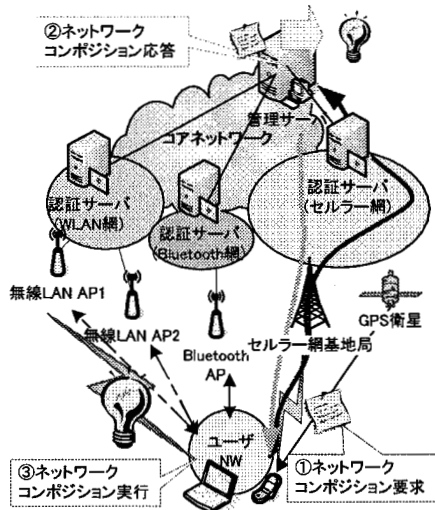 ②ネットワーク
コンポジション応答
管理サーバ
コアネットワーク
認証サーバ
(WLAN網)
認証サーバ
(Bluetooth網)
認証サーバ
(セルラー網)
無線LAN AP1
無線LAN AP2
Bluetooth
AP
セルラー網基地局
GPS衛星
ユーザ
NW
③ネットワーク
コンポジション実行
①ネットワーク
コンポジション要求